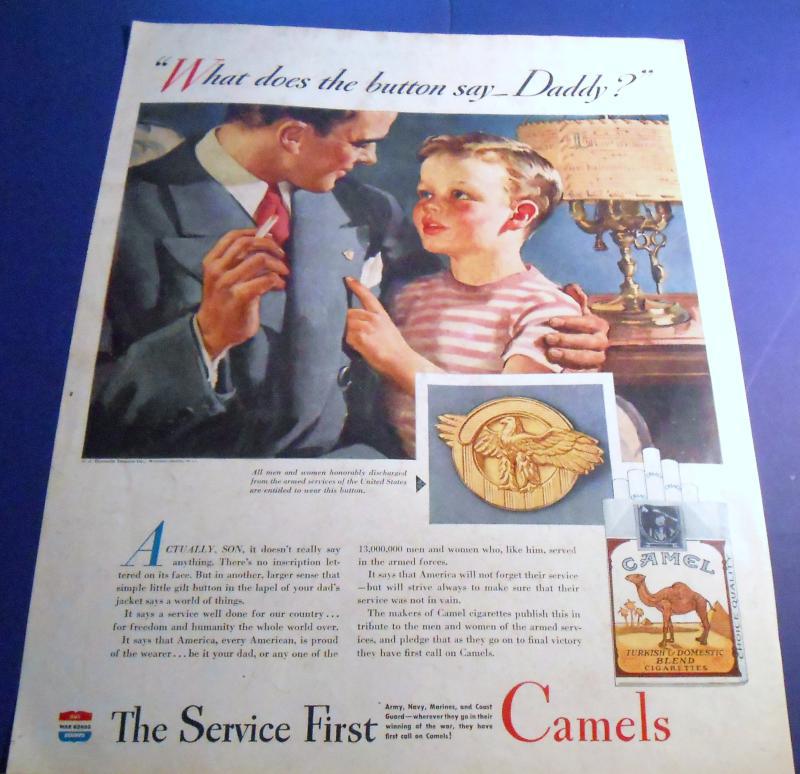 "What does the button say—Daddy?"
All men and women honorably discharged
from the armed services of the United States
are entitled to wear this button.
ACTUALLY, SON, it doesn't really say
anything. There's no inscription let-
tered on its face. But in another, larger sense that
simple little gilt button in the lapel of your dad's
jacket says a world of things.
It says a service well done for our country...
for freedom and humanity the whole world over.
It says that America, every American, is proud
of the wearer...be it your dad, or any one of the
13,000,000 men and women who, like him, served
in the armed forces.
It says that America will not forget their service
—but will strive always to make sure that their
service was not in vain.
The makers of Camel cigarettes publish this in
tribute to the men and women of the armed serv-
ices, and pledge that as they go on to final victory
they have first call on Camels.
CAMEL
TURKISH & DOMESTIC
BLEND
CIGARETTES
CHOICE QUALITY
BUY
WAR BONDS
STAMPS
The Service First
Army, Navy, Marines, and Coast
Guard—wherever they go in their
winning of the war, they have
first call on Camels!
Camels